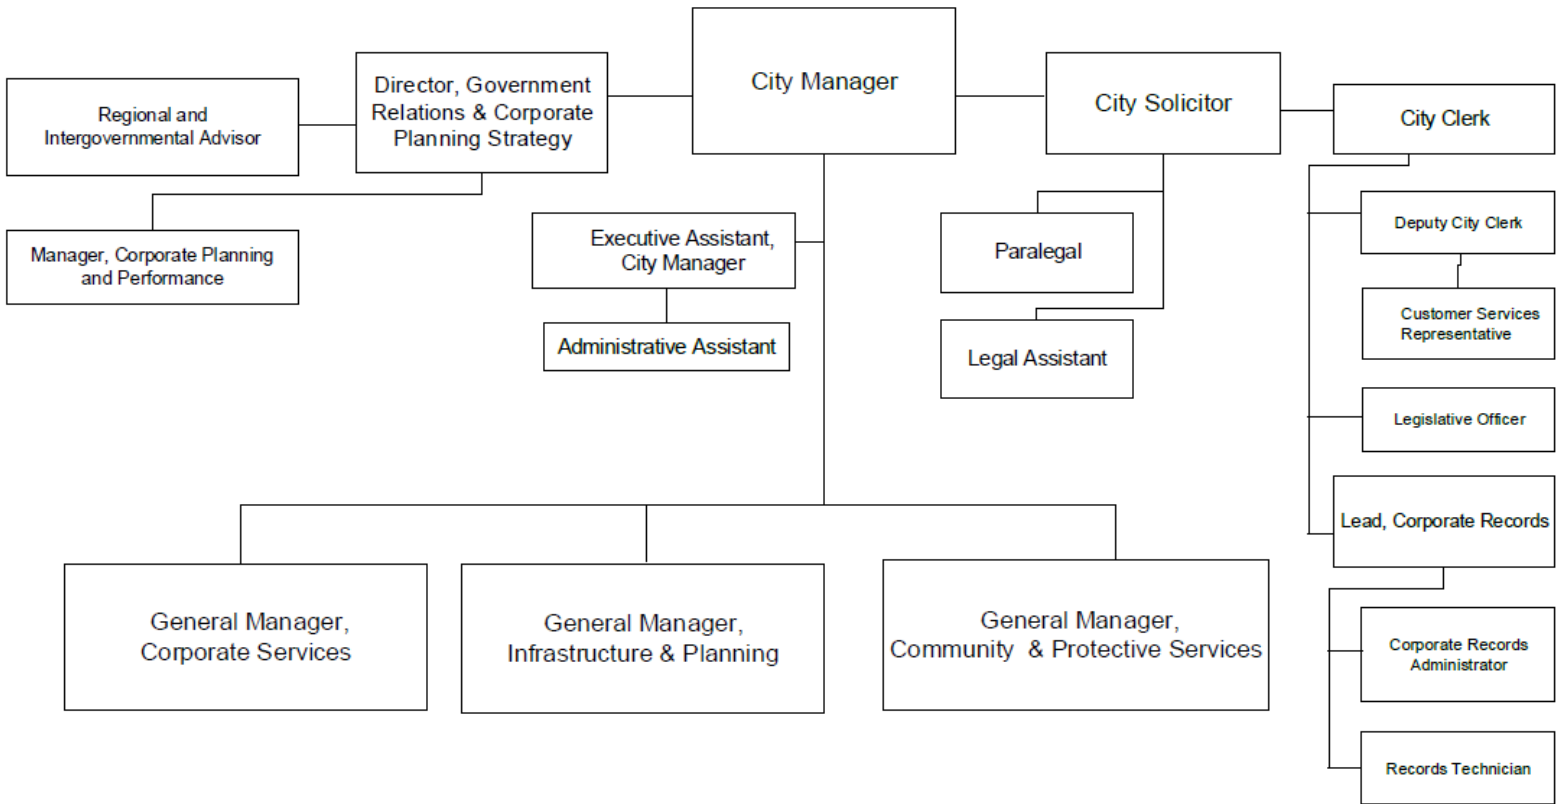 City Manager
Director, Government
Relations & Corporate
Planning Strategy
Regional and
Intergovernmental Advisor
Manager, Corporate Planning
and Performance
City Solicitor
City Clerk
Executive Assistant,
City Manager
Administrative Assistant
Paralegal
Legal Assistant
Deputy City Clerk
Customer Services
Representative
Legislative Officer
Lead, Corporate Records
Corporate Records
Administrator
Records Technician
General Manager,
Corporate Services
General Manager,
Infrastructure & Planning
General Manager,
Community & Protective Services